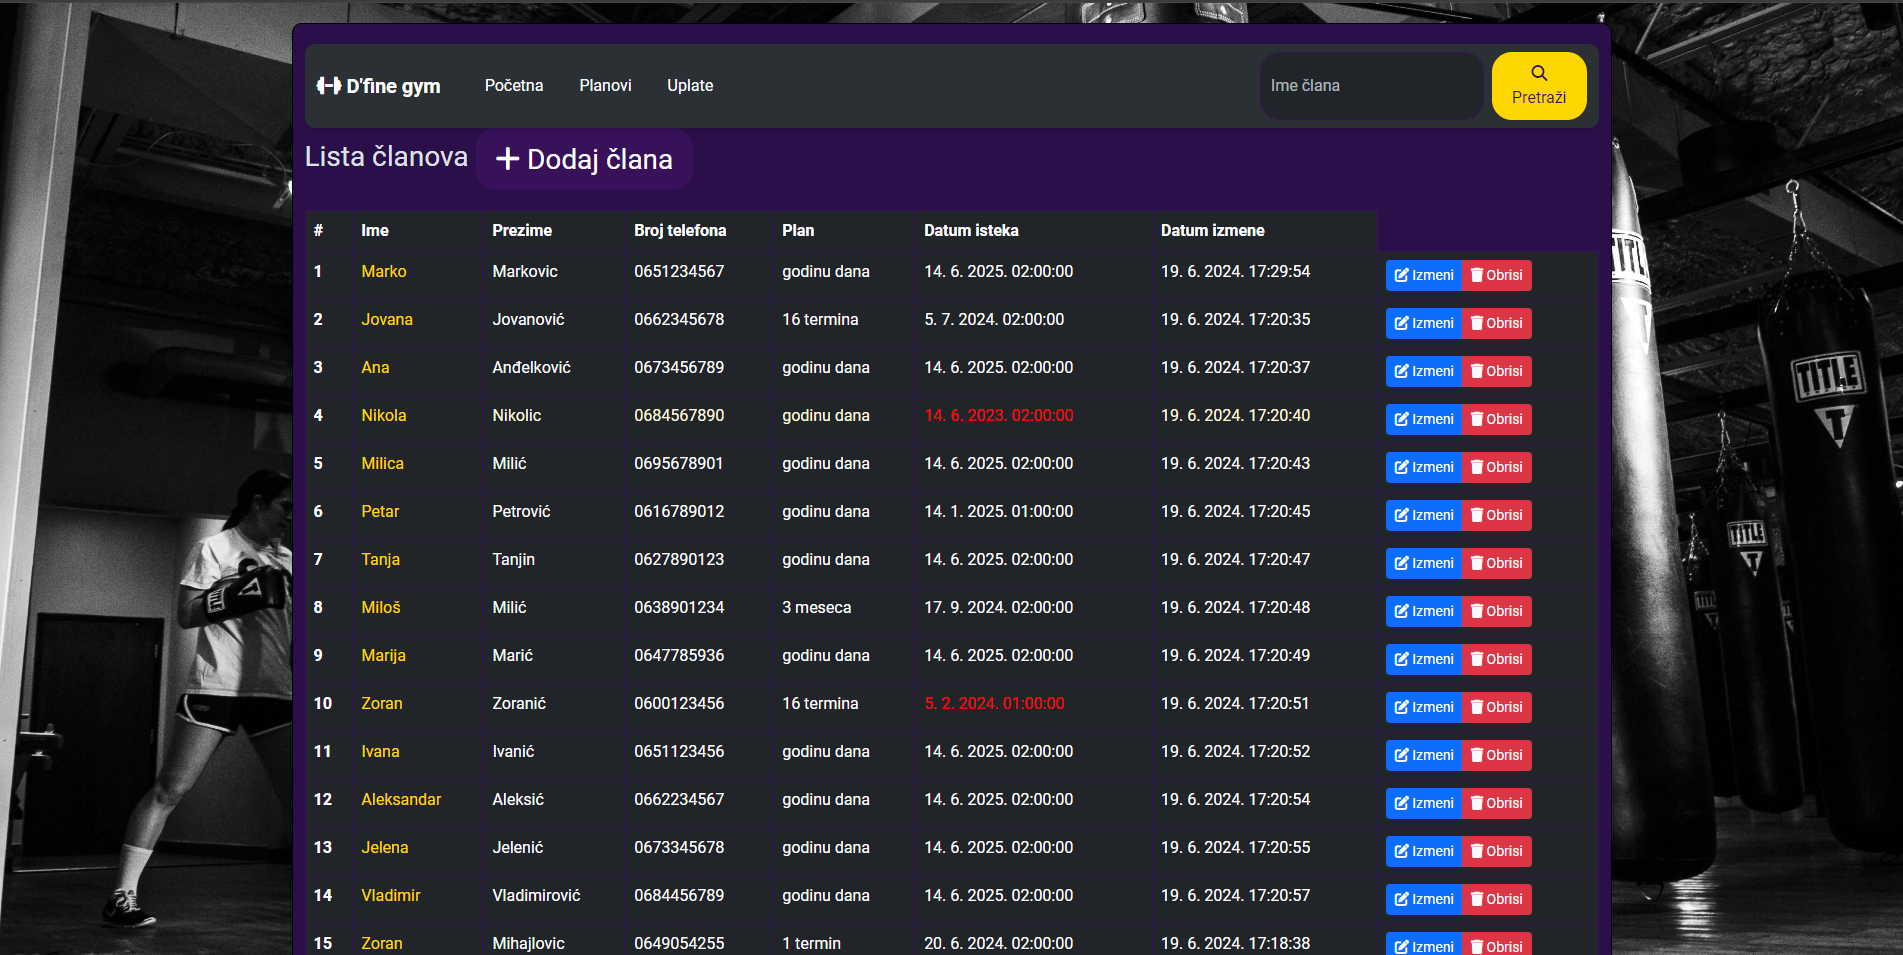 D'fine gym Početna Planovi Uplate Ime člana Pretraži
Lista članova Dodaj člana
# Ime Prezime Broj telefona Plan Datum isteka Datum izmene
1 Marko Markovic 0651234567 godinu dana 14. 6. 2025. 02:00:00 19. 6. 2024. 17:29:54 Izmeni Obrisi
2 Jovana Jovanović 0662345678 16 termina 5. 7. 2024. 02:00:00 19. 6. 2024. 17:20:35 Izmeni Obrisi
3 Ana Anđelković 0673456789 godinu dana 14. 6. 2025. 02:00:00 19. 6. 2024. 17:20:37 Izmeni Obrisi
4 Nikola Nikolic 0684567890 godinu dana 14. 6. 2023. 02:00:00 19. 6. 2024. 17:20:40 Izmeni Obrisi
5 Milica Milić 0695678901 godinu dana 14. 6. 2025. 02:00:00 19. 6. 2024. 17:20:43 Izmeni Obrisi
6 Petar Petrović 0616789012 godinu dana 14. 1. 2025. 01:00:00 19. 6. 2024. 17:20:45 Izmeni Obrisi
7 Tanja Tanjin 0627890123 godinu dana 14. 6. 2025. 02:00:00 19. 6. 2024. 17:20:47 Izmeni Obrisi
8 Miloš Milić 0638901234 3 meseca 17. 9. 2024. 02:00:00 19. 6. 2024. 17:20:48 Izmeni Obrisi
9 Marija Marić 0647785936 godinu dana 14. 6. 2025. 02:00:00 19. 6. 2024. 17:20:49 Izmeni Obrisi
10 Zoran Zoranić 0600123456 16 termina 5. 2. 2024. 01:00:00 19. 6. 2024. 17:20:51 Izmeni Obrisi
11 Ivana Ivanić 0651123456 godinu dana 14. 6. 2025. 02:00:00 19. 6. 2024. 17:20:52 Izmeni Obrisi
12 Aleksandar Aleksić 0662234567 godinu dana 14. 6. 2025. 02:00:00 19. 6. 2024. 17:20:54 Izmeni Obrisi
13 Jelena Jelenić 0673345678 godinu dana 14. 6. 2025. 02:00:00 19. 6. 2024. 17:20:55 Izmeni Obrisi
14 Vladimir Vladimirović 0684456789 godinu dana 14. 6. 2025. 02:00:00 19. 6. 2024. 17:20:57 Izmeni Obrisi
15 Zoran Mihajlovic 0649054255 1 termin 20. 6. 2024. 02:00:00 19. 6. 2024. 17:18:38 Izmeni Obrisi
TITLE
T
TITLE
T